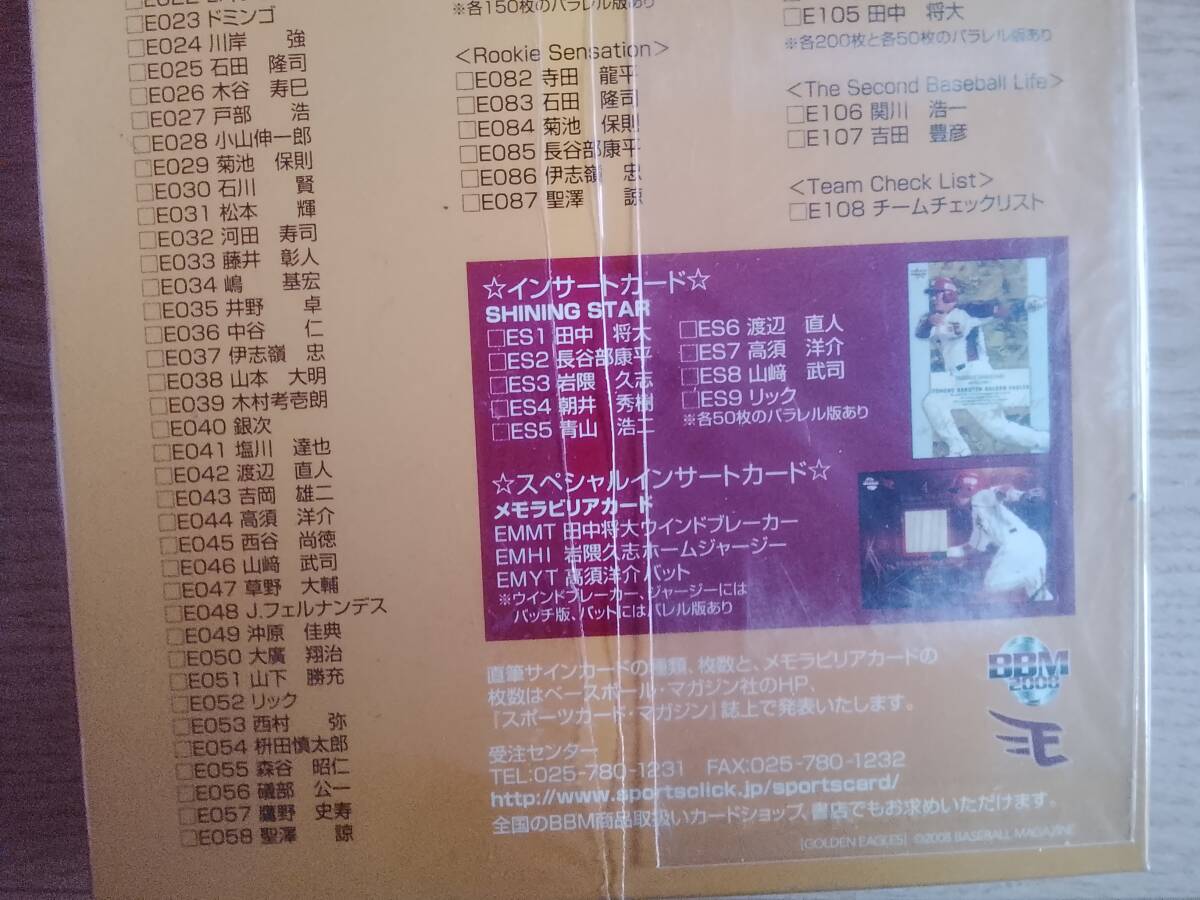 □E023 ドミンゴ
□E024 川岸 強
□E025 石田 隆司
□E026 木谷 寿巳
□E027 戸部 浩
□E028 小山伸一郎
□E029 菊池 保則
□E030 石川 賢
□E031 松本 輝
□E032 河田 寿司
□E033 藤井 彰人
□E034 嶋 基宏
□E035 井野 卓
□E036 中谷 仁
□E037 伊志嶺 忠
□E038 山本 大明
□E039 木村考壱朗
□E040 銀次
□E041 塩川 達也
□E042 渡辺 直人
□E043 吉岡 雄二
□E044 高須 洋介
□E045 西谷 尚徳
□E046 山﨑 武司
□E047 草野 大輔
□E048 J.フェルナンデス
□E049 沖原 佳典
□E050 大廣 翔治
□E051 山下 勝充
□E052 リック
□E053 西村 弥
□E054 枡田慎太郎
□E055 森谷 昭仁
□E056 礒部 公一
□E057 鷹野 史寿
□E058 聖澤 諒
※各150枚のパラレル版あり
<Rookie Sensation>
□E082 寺田 龍平
□E083 石田 隆司
□E084 菊池 保則
□E085 長谷部康平
□E086 伊志嶺 忠
□E087 聖澤 諒
□E105 田中 将大
※各200枚と各50枚のパラレル版あり
<The Second Baseball Life>
□E106 関川 浩一
□E107 吉田 豊彦
<Team Check List>
□E108 チームチェックリスト
☆インサートカード☆
SHINING STAR
□ES1 田中 将大
□ES2 長谷部康平
□ES3 岩隈 久志
□ES4 朝井 秀樹
□ES5 青山 浩二
□ES6 渡辺 直人
□ES7 高須 洋介
□ES8 山﨑 武司
□ES9 リック
※各50枚のパラレル版あり
☆スペシャルインサートカード☆
メモラビリアカード
EMMT 田中将大ウインドブレーカー
EMHI 岩隈久志ホームジャージー
EMYT 高須洋介バット
※ウインドブレーカー、ジャージーには
パッチ版、バットにはバレル版あり
直筆サインカードの種類、枚数と、メモラビリアカードの
枚数はベースボール・マガジン社のHP、
『スポーツカード・マガジン』誌上で発表いたします。
BBM
2008
受注センター
TEL:025-780-1231 FAX:025-780-1232
http://www.sportsclick.jp/sportscard/
全国のBBM商品取扱いカードショップ、書店でもお求めいただけます。
[GOLDEN EAGLES] ©2008 BASEBALL MAGAZINE